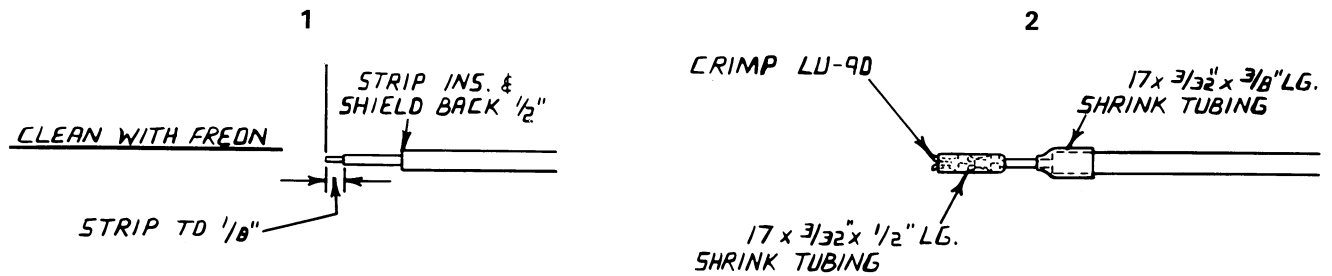 1
STRIP INS. &
SHIELD BACK 1/2"
CLEAN WITH FREON
STRIP TO 1/8"
2
CRIMP LU-90
17 x 3/32" x 3/8" LG.
SHRINK TUBING
17 x 3/32" x 1/2" LG.
SHRINK TUBING